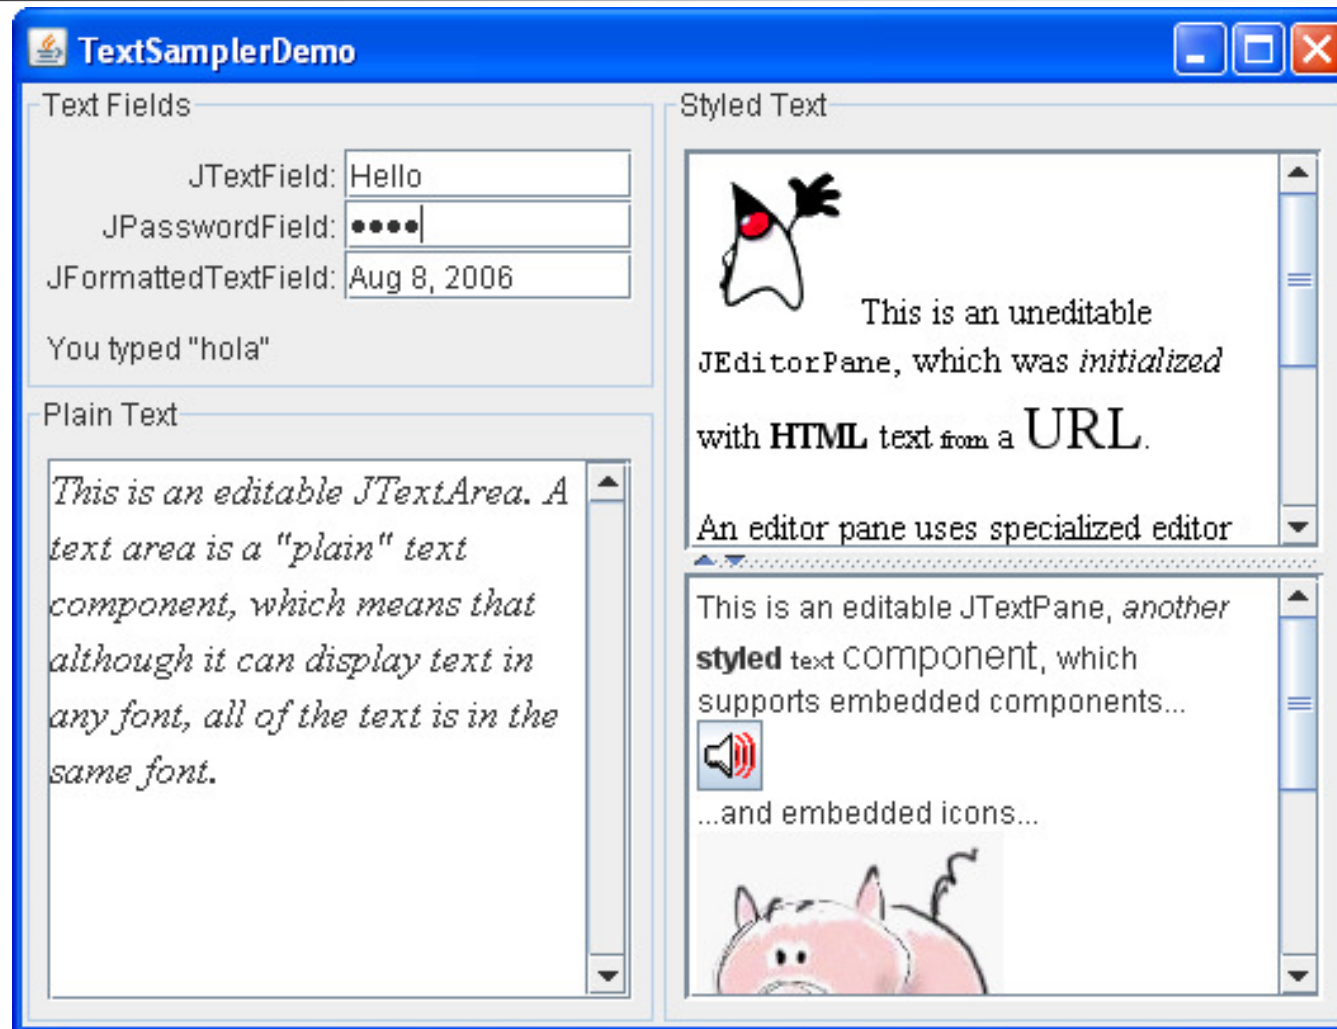 TextSamplerDemo
Text Fields
JTextField: Hello
JPasswordField: ••••
JFormattedTextField: Aug 8, 2006
You typed "hola"
Plain Text
This is an editable JTextArea. A
text area is a "plain" text
component, which means that
although it can display text in
any font, all of the text is in the
same font.
Styled Text
This is an uneditable
JEditorPane, which was initialized
with HTML text from a URL.
An editor pane uses specialized editor
This is an editable JTextPane, another
styled text component, which
supports embedded components...
...and embedded icons...